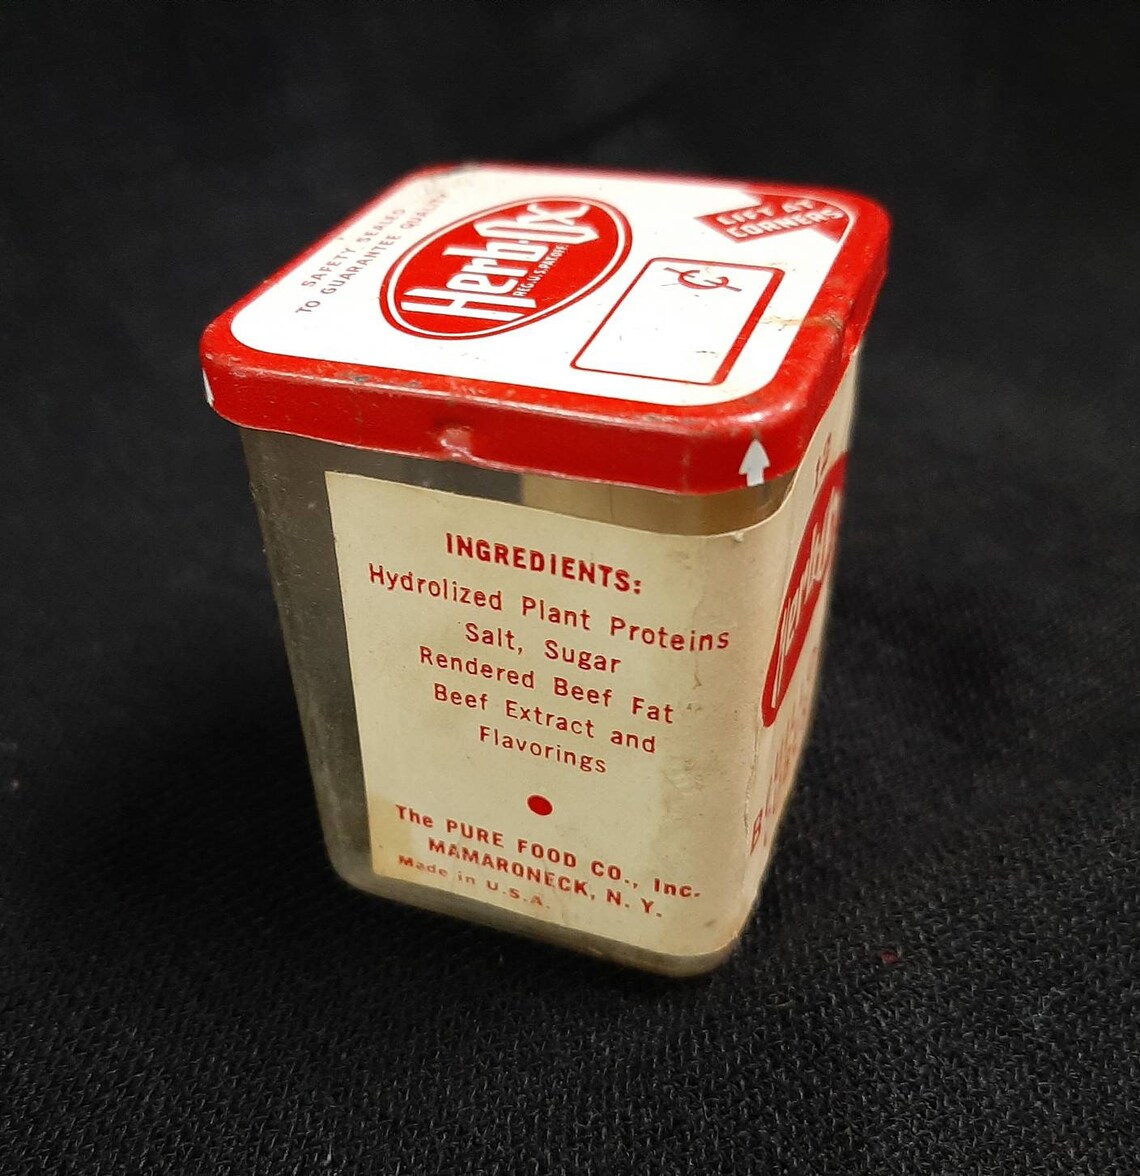 SAFETY SEALED
TO GUARANTEE QUALITY
Herb-Ox
REG.U.S.PAT.OFF.
LIFT AT
CORNERS
INGREDIENTS:
Hydrolized Plant Proteins
Salt, Sugar
Rendered Beef Fat
Beef Extract and
Flavorings
The PURE FOOD CO., Inc.
MAMARONECK, N. Y.
Made in U.S.A.
12
Herb-Ox